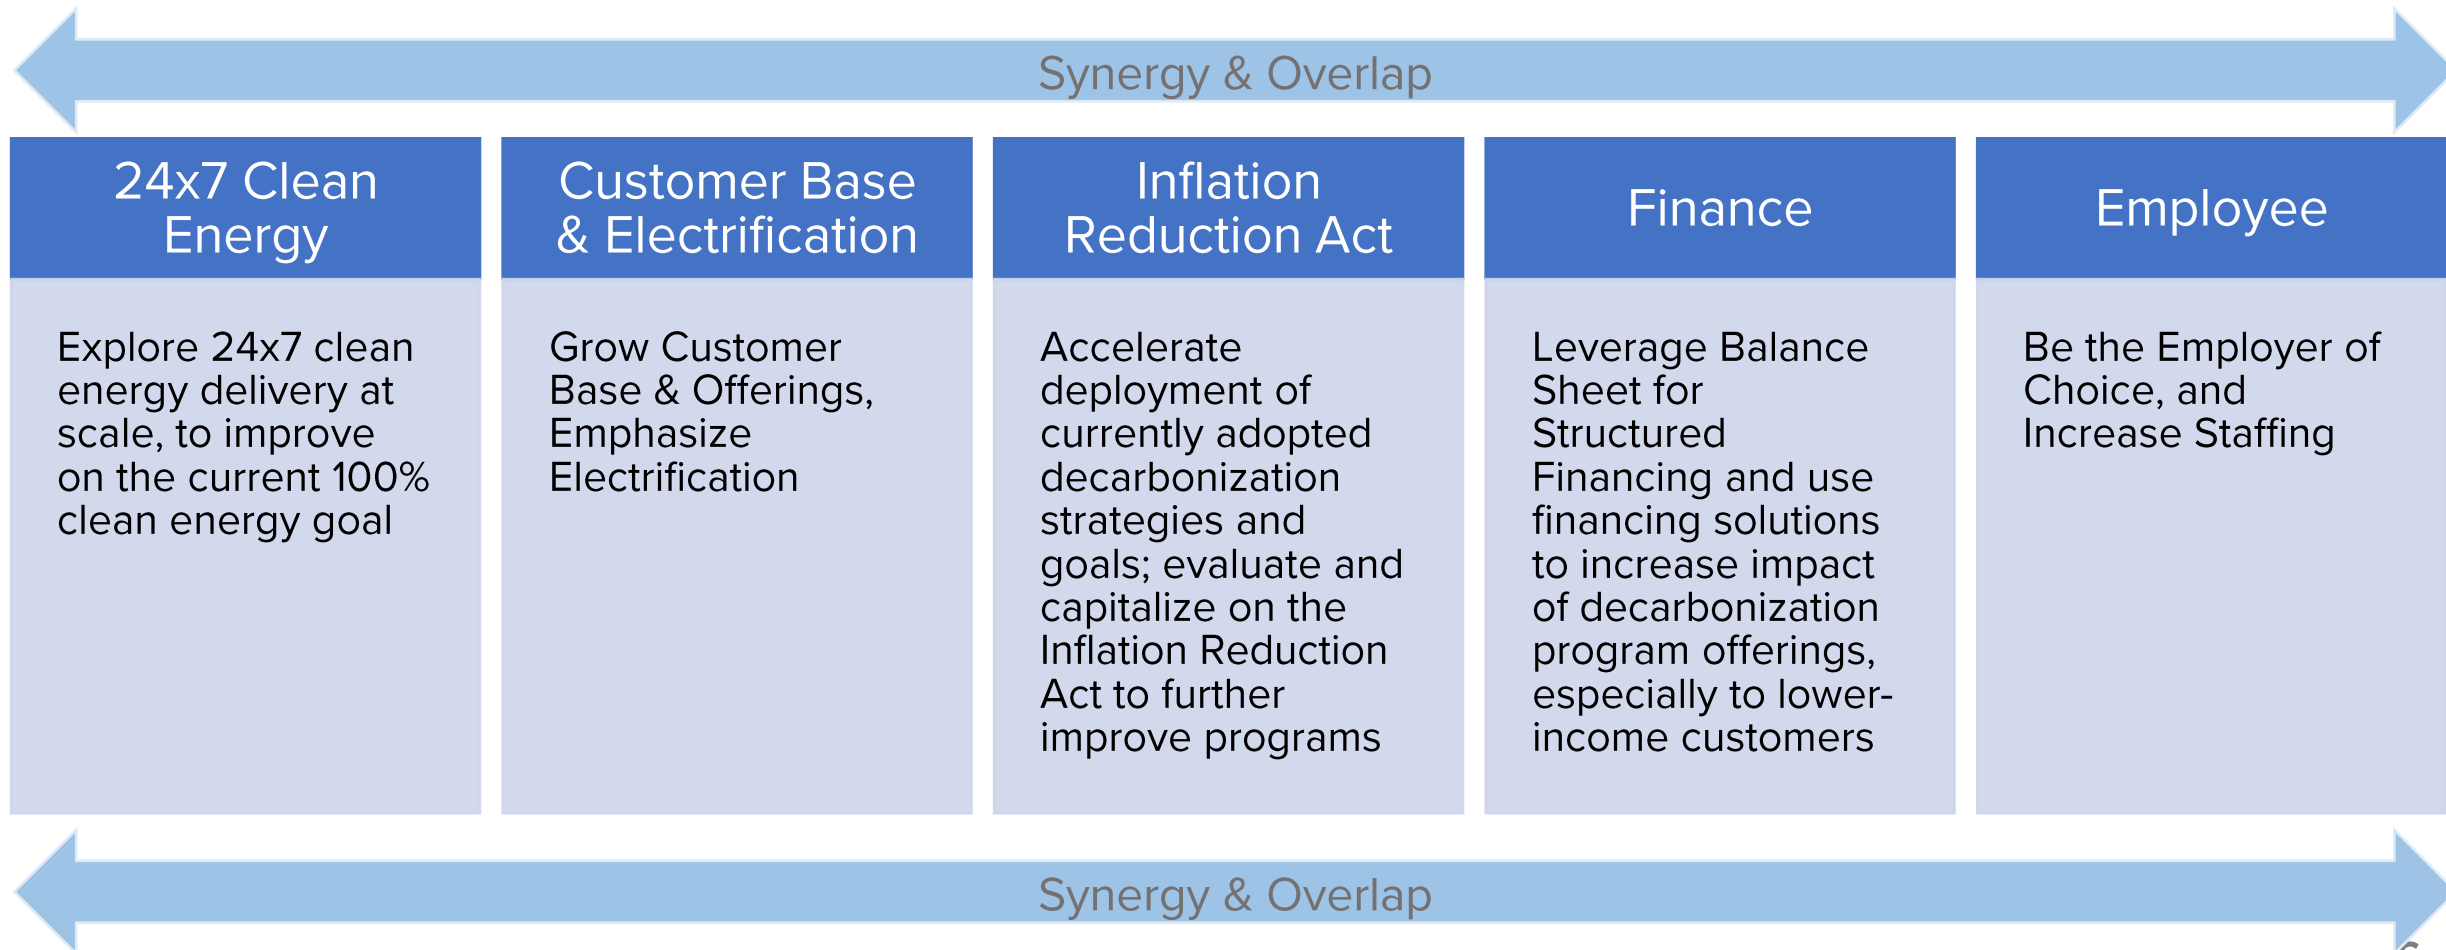 Synergy & Overlap
24x7 Clean
Energy
Explore 24x7 clean
energy delivery at
scale, to improve
on the current 100%
clean energy goal
Customer Base
& Electrification
Grow Customer
Base & Offerings,
Emphasize
Electrification
Inflation
Reduction Act
Accelerate
deployment of
currently adopted
decarbonization
strategies and
goals; evaluate and
capitalize on the
Inflation Reduction
Act to further
improve programs
Finance
Leverage Balance
Sheet for
Structured
Financing and use
financing solutions
to increase impact
of decarbonization
program offerings,
especially to lower-
income customers
Employee
Be the Employer of
Choice, and
Increase Staffing
Synergy & Overlap